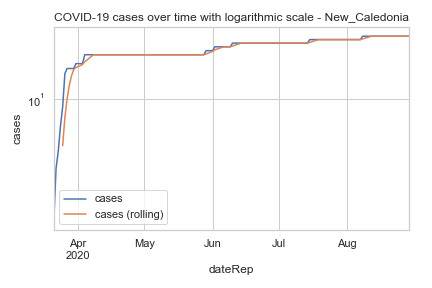 COVID-19 cases over time with logarithmic scale - New_Caledonia
cases
10¹
cases
cases (rolling)
Apr
2020
May
Jun
Jul
Aug
dateRep